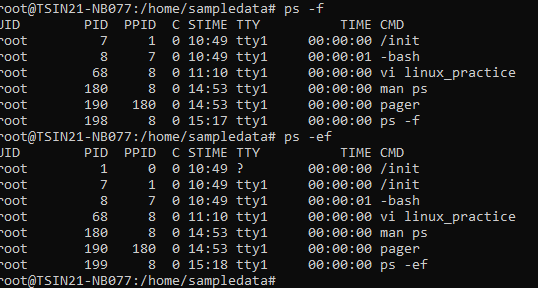 root@TSIN21-NB077:/home/sampledata# ps -f
UID        PID  PPID  C STIME TTY          TIME CMD
root         7     1  0 10:49 tty1     00:00:00 /init
root         8     7  0 10:49 tty1     00:00:01 -bash
root        68     8  0 11:10 tty1     00:00:00 vi linux_practice
root       180     8  0 14:53 tty1     00:00:00 man ps
root       190   180  0 14:53 tty1     00:00:00 pager
root       198     8  0 15:17 tty1     00:00:00 ps -f
root@TSIN21-NB077:/home/sampledata# ps -ef
UID        PID  PPID  C STIME TTY          TIME CMD
root         1     0  0 10:49 ?        00:00:00 /init
root         7     1  0 10:49 tty1     00:00:00 /init
root         8     7  0 10:49 tty1     00:00:01 -bash
root        68     8  0 11:10 tty1     00:00:00 vi linux_practice
root       180     8  0 14:53 tty1     00:00:00 man ps
root       190   180  0 14:53 tty1     00:00:00 pager
root       199     8  0 15:18 tty1     00:00:00 ps -ef
root@TSIN21-NB077:/home/sampledata#